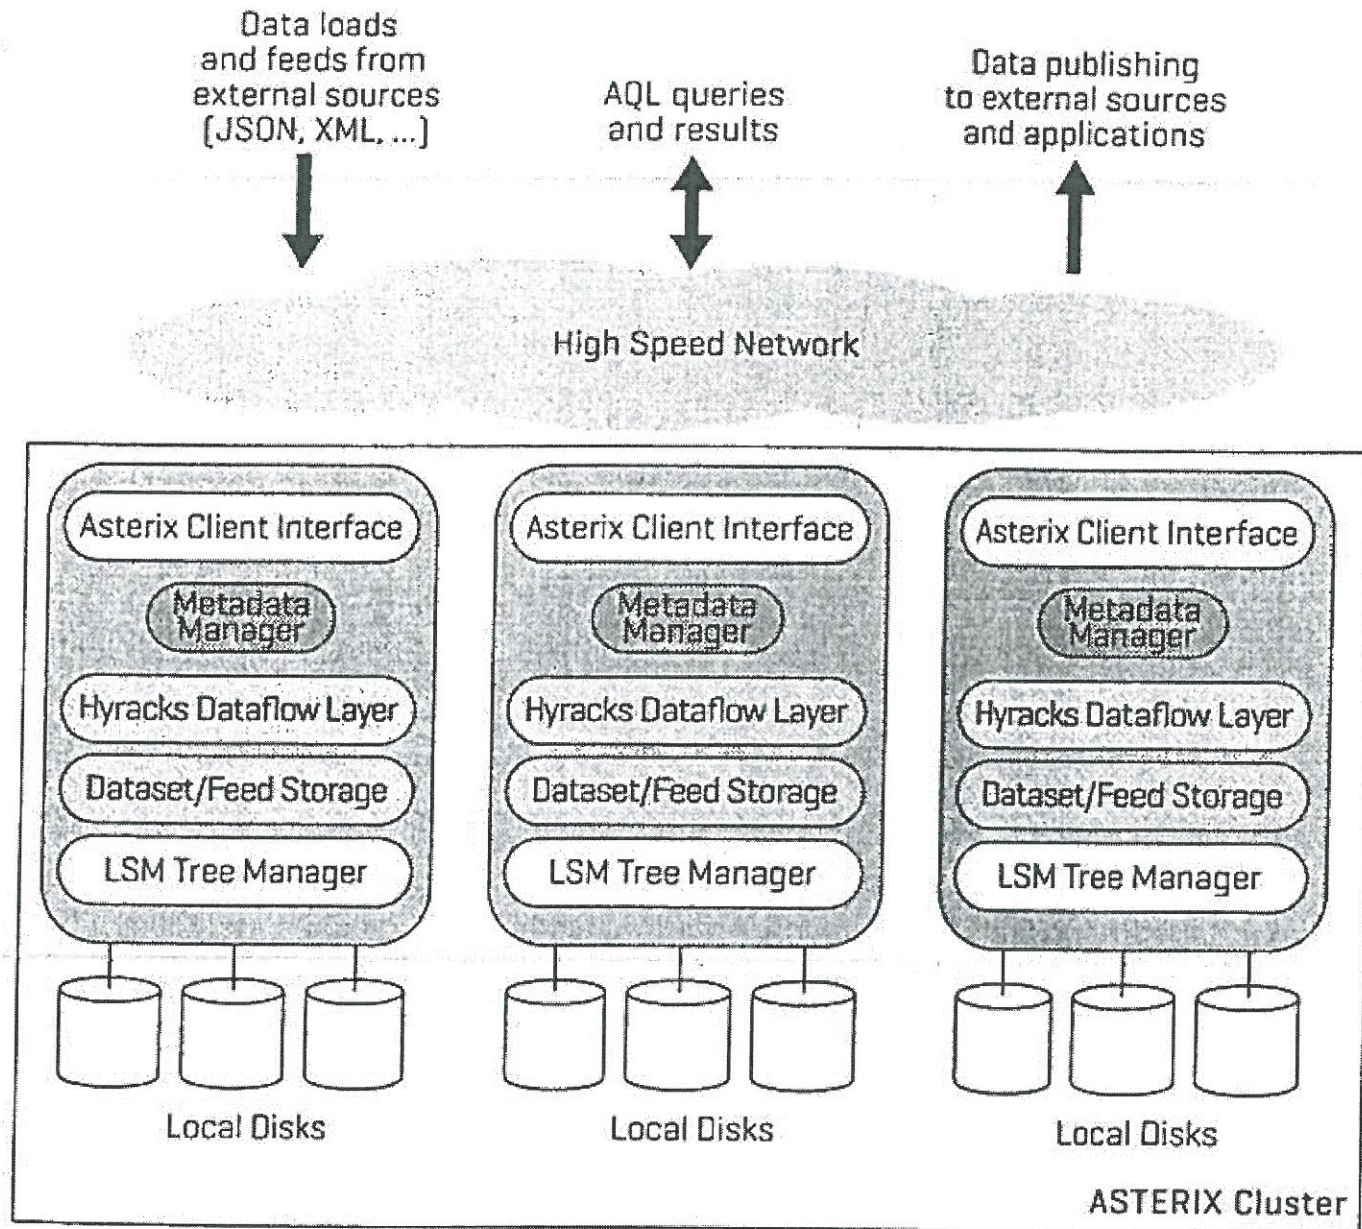 Data loads
and feeds from
external sources
(JSON, XML, ...)
AQL queries
and results
Data publishing
to external sources
and applications
High Speed Network
Asterix Client Interface
Metadata
Manager
Hyracks Dataflow Layer
Dataset/Feed Storage
LSM Tree Manager
Local Disks
Asterix Client Interface
Metadata
Manager
Hyracks Dataflow Layer
Dataset/Feed Storage
LSM Tree Manager
Local Disks
Asterix Client Interface
Metadata
Manager
Hyracks Dataflow Layer
Dataset/Feed Storage
LSM Tree Manager
Local Disks
ASTERIX Cluster